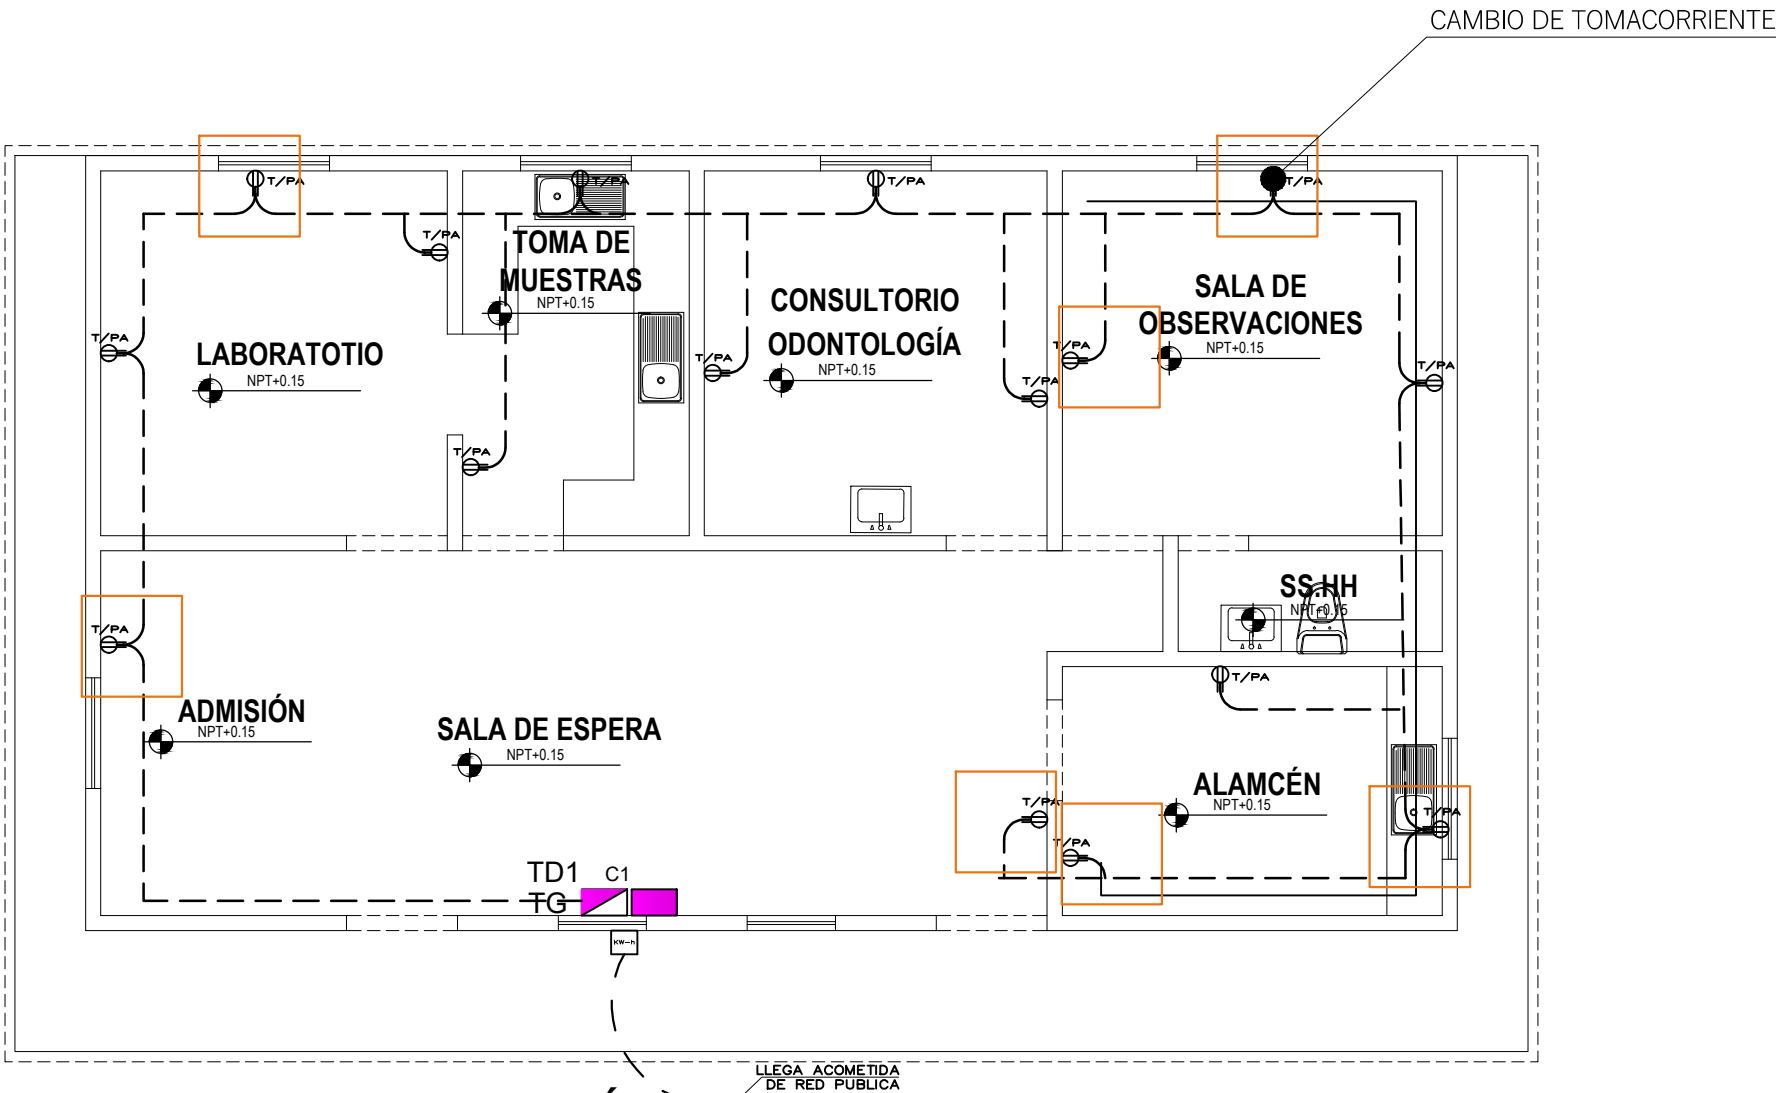 CAMBIO DE TOMACORRIENTE
T/PA
T/PA
T/PA
T/PA
T/PA
TOMA DE
MUESTRAS
NPT+0.15
CONSULTORIO
ODONTOLOGÍA
NPT+0.15
SALA DE
OBSERVACIONES
NPT+0.15
T/PA
LABORATOTIO
NPT+0.15
T/PA
T/PA
T/PA
T/PA
T/PA
SS.HH
NPT+0.15
T/PA
T/PA
ADMISIÓN
NPT+0.15
SALA DE ESPERA
NPT+0.15
ALAMCÉN
NPT+0.15
T/PA
T/PA
T/PA
TD1
C1
TG
KW-h
LLEGA ACOMETIDA
DE RED PUBLICA